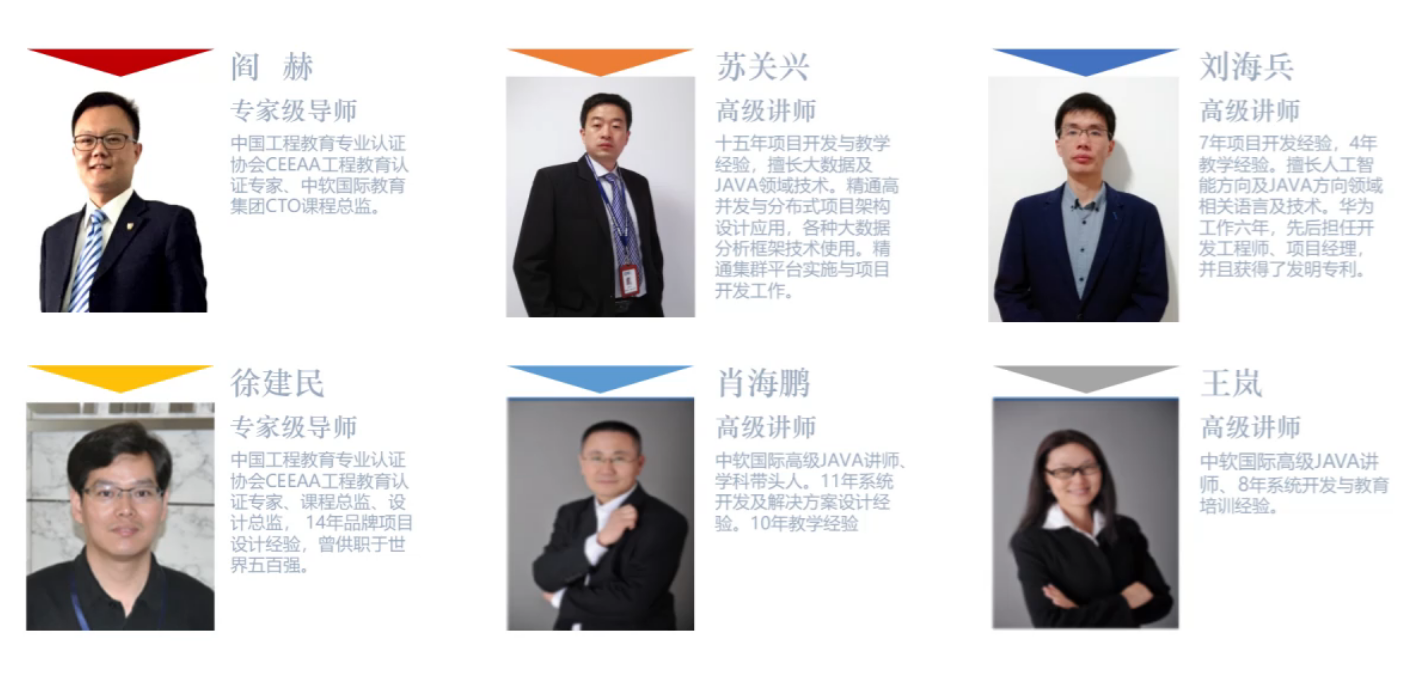 阎 赫
专家级导师
中国工程教育专业认证
协会CEEAA工程教育认
证专家、中软国际教育
集团CTO课程总监。
苏关兴
高级讲师
十五年项目开发与教学
经验，擅长大数据及
JAVA领域技术。精通高
并发与分布式项目架构
设计应用，各种大数据
分析框架技术使用。精
通集群平台实施与项目
开发工作。
刘海兵
高级讲师
7年项目开发经验，4年
教学经验。擅长人工智
能方向及JAVA方向领域
相关语言及技术。华为
工作六年，先后担任开
发工程师、项目经理，
并且获得了发明专利。
徐建民
专家级导师
中国工程教育专业认证
协会CEEAA工程教育认
证专家、课程总监、设
计总监， 14年品牌项目
设计经验，曾供职于世
界五百强。
肖海鹏
高级讲师
中软国际高级JAVA讲师、
学科带头人。11年系统
开发及解决方案设计经
验。10年教学经验
王岚
高级讲师
中软国际高级JAVA讲
师、8年系统开发与教育
培训经验。